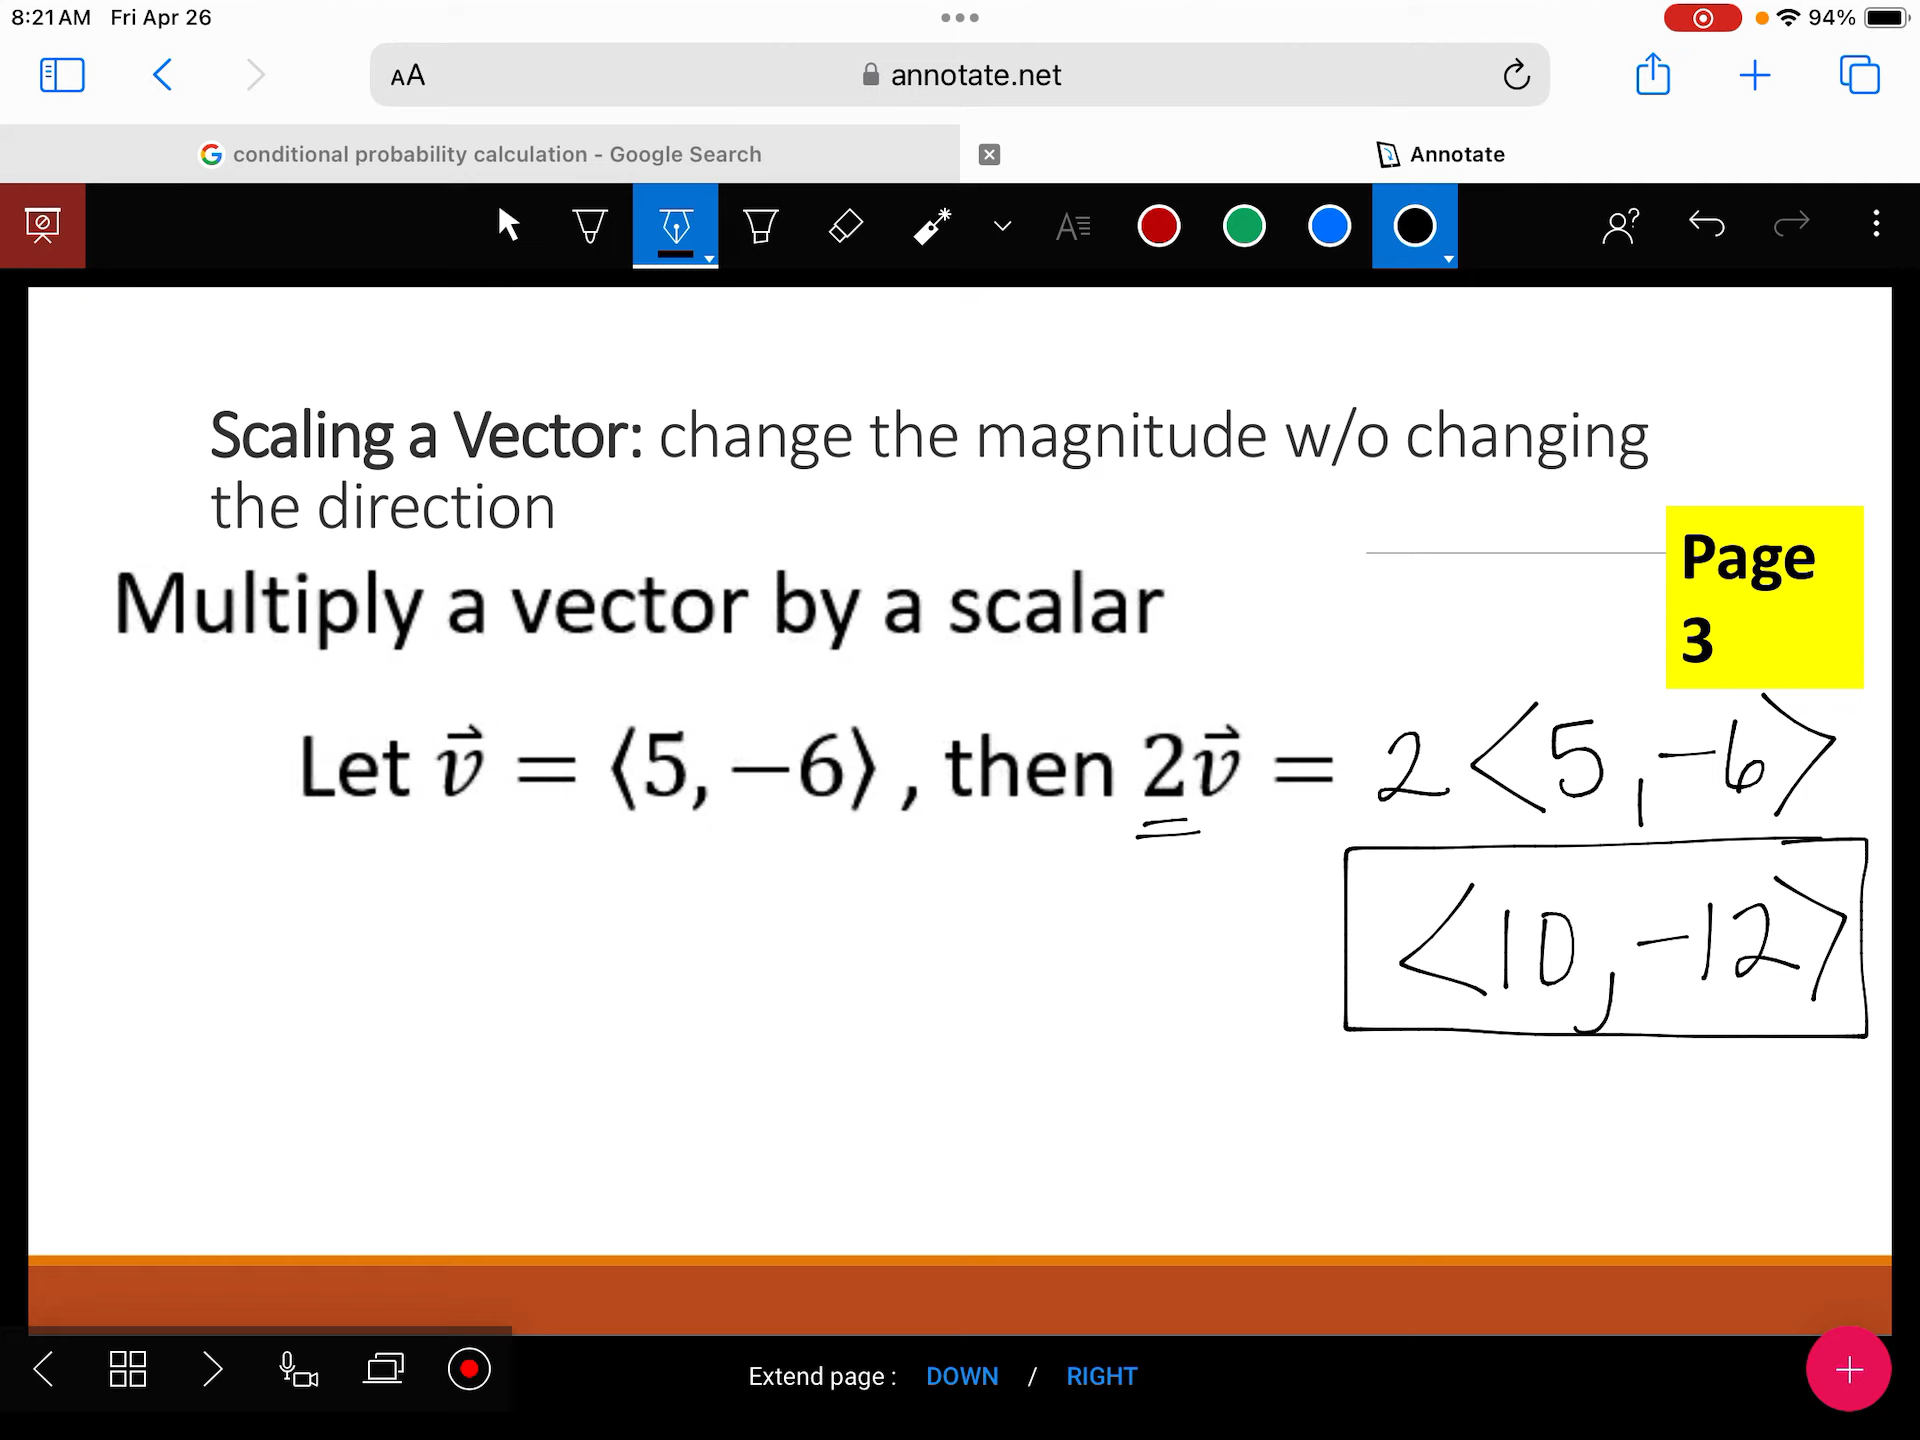 8:21 AM Fri Apr 26
94%
AA annotate.net
conditional probability calculation - Google Search
Annotate
Scaling a Vector: change the magnitude w/o changing
the direction
Page
3
Multiply a vector by a scalar
Let v⃗ = ⟨5, −6⟩ , then 2v⃗ = 2 <5, -6>
<10, -12>
Extend page : DOWN / RIGHT